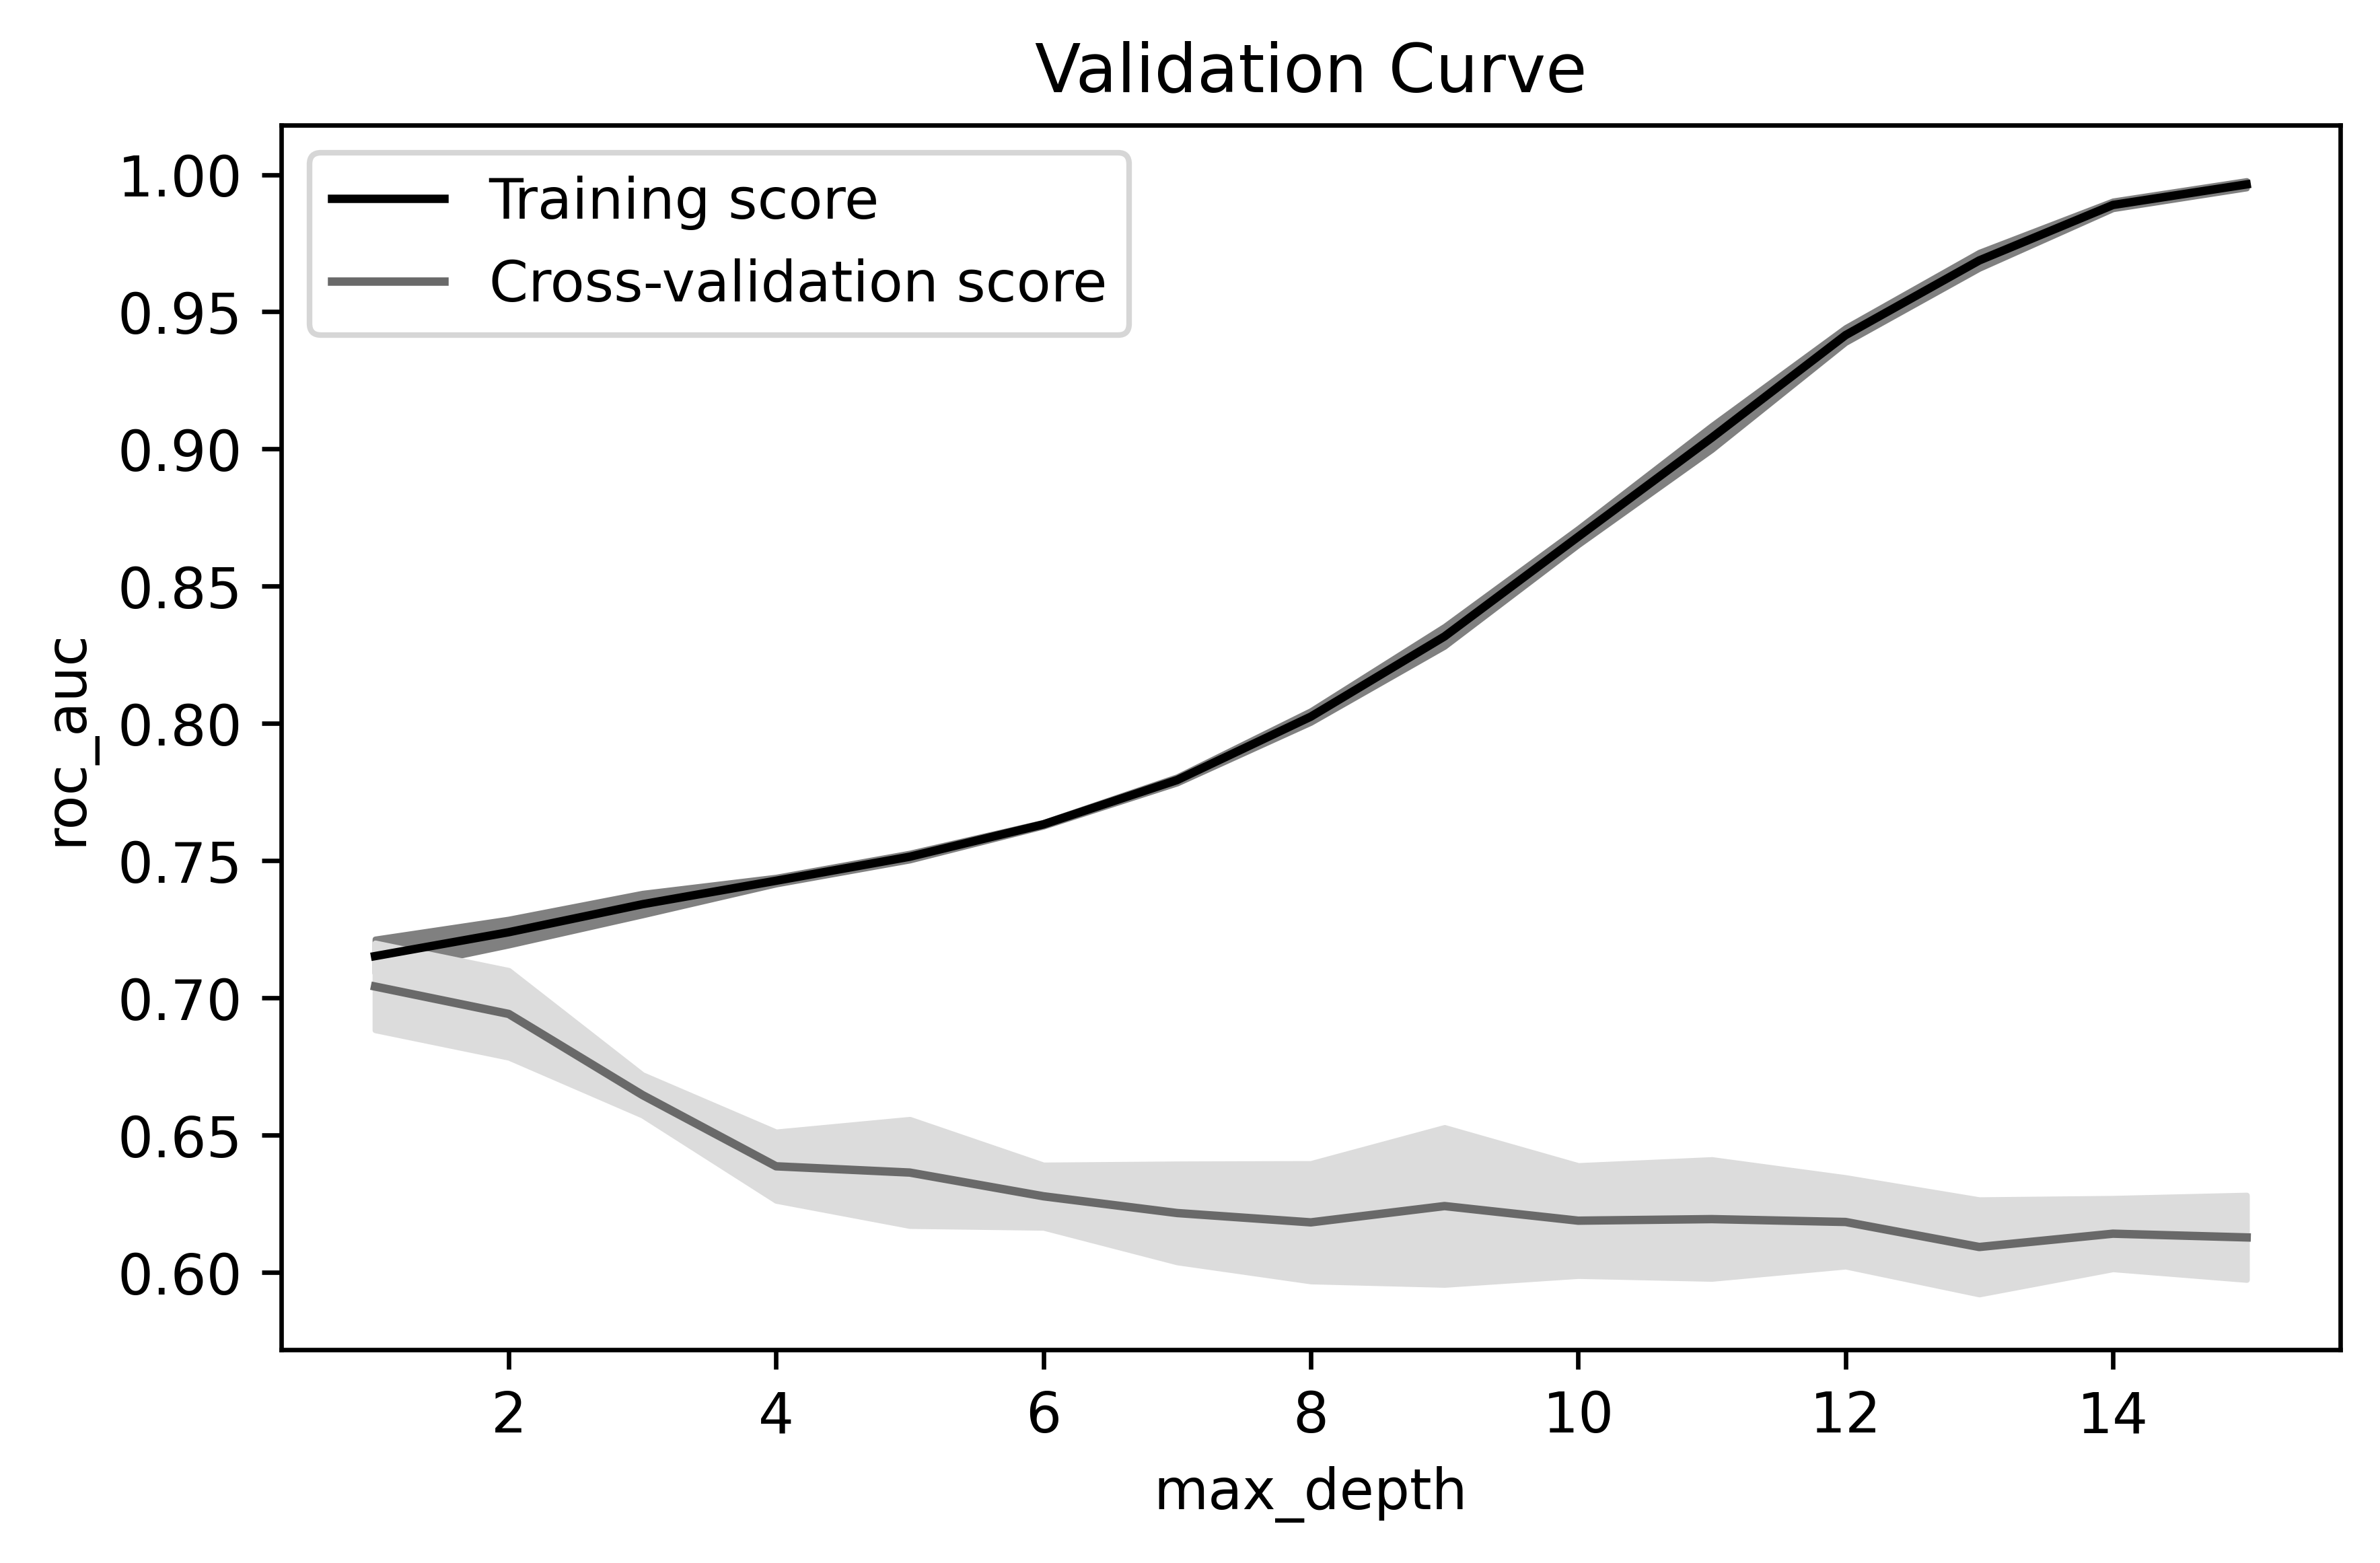 Validation Curve
Training score
Cross-validation score
1.00
0.95
0.90
0.85
0.80
0.75
0.70
0.65
0.60
roc_auc
2 4 6 8 10 12 14
max_depth